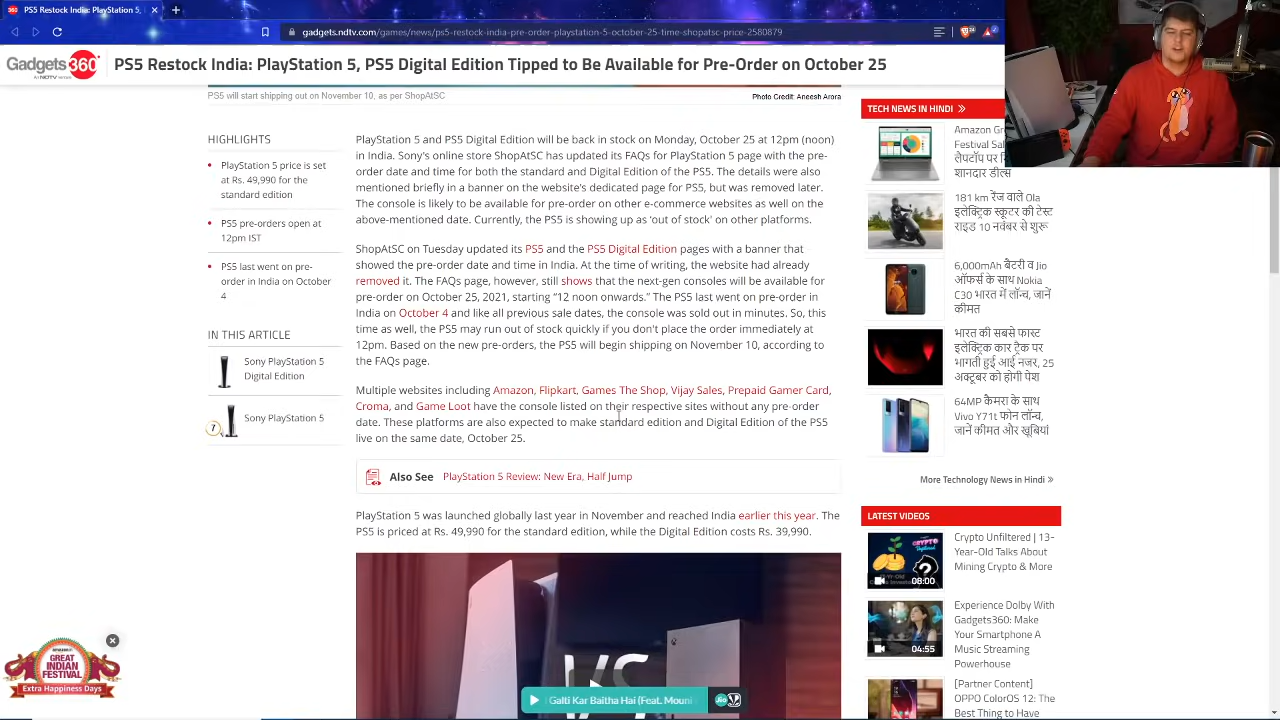 PS5 Restock India: PlayStation 5,
gadgets.ndtv.com/games/news/ps5-restock-india-pre-order-playstation-5-october-25-time-shopatsc-price-2580879
Gadgets 360
An NDTV venture
PS5 Restock India: PlayStation 5, PS5 Digital Edition Tipped to Be Available for Pre-Order on October 25
PS5 will start shipping out on November 10, as per ShopAtSC
Photo Credit: Aneesh Arora
HIGHLIGHTS
PlayStation 5 price is set
at Rs. 49,990 for the
standard edition
PS5 pre-orders open at
12pm IST
PS5 last went on pre-
order in India on October
4
IN THIS ARTICLE
Sony PlayStation 5
Digital Edition
7
Sony PlayStation 5
PlayStation 5 and PS5 Digital Edition will be back in stock on Monday, October 25 at 12pm (noon)
in India. Sony's online store ShopAtSC has updated its FAQs for PlayStation 5 page with the pre-
order date and time for both the standard and Digital Edition of the PS5. The details were also
mentioned briefly in a banner on the website's dedicated page for PS5, but was removed later.
The console is likely to be available for pre-order on other e-commerce websites as well on the
above-mentioned date. Currently, the PS5 is showing up as 'out of stock' on other platforms.
ShopAtSC on Tuesday updated its PS5 and the PS5 Digital Edition pages with a banner that
showed the pre-order date and time in India. At the time of writing, the website had already
removed it. The FAQs page, however, still shows that the next-gen consoles will be available for
pre-order on October 25, 2021, starting “12 noon onwards.” The PS5 last went on pre-order in
India on October 4 and like all previous sale dates, the console was sold out in minutes. So, this
time as well, the PS5 may run out of stock quickly if you don't place the order immediately at
12pm. Based on the new pre-orders, the PS5 will begin shipping on November 10, according to
the FAQs page.
Multiple websites including Amazon, Flipkart, Games The Shop, Vijay Sales, Prepaid Gamer Card,
Croma, and Game Loot have the console listed on their respective sites without any pre-order
date. These platforms are also expected to make standard edition and Digital Edition of the PS5
live on the same date, October 25.
Also See PlayStation 5 Review: New Era, Half Jump
PlayStation 5 was launched globally last year in November and reached India earlier this year. The
PS5 is priced at Rs. 49,990 for the standard edition, while the Digital Edition costs Rs. 39,990.
VS
Galti Kar Baitha Hai (Feat. Mouni
TECH NEWS IN HINDI
Amazon Gr
Festival Sal
लैपटॉप पर मि
शानदार डील्स
181 km रेंज वाले Ola
इलेक्ट्रिक स्कूटर की टेस्ट
राइड 10 नवंबर से शुरू
6,000mAh बैटरी व Jio
ऑफर्स के साथ Nokia
C30 भारत में लॉन्च, जानें
कीमत
भारत की सबसे फास्ट
इलेक्ट्रिक कार ट्रैक पर
भागती हुई आई नजर, 25
अक्टूबर को होगी पेश
64MP कैमरा के साथ
Vivo Y71t फोन लॉन्च,
जानें कीमत और खूबियां
More Technology News in Hindi
LATEST VIDEOS
Crypto Unfiltered | 13-
Year-Old Talks About
Mining Crypto & More
08:00
Experience Dolby With
Gadgets360: Make
Your Smartphone A
Music Streaming
Powerhouse
04:55
[Partner Content]
OPPO ColorOS 12: The
Best Thing to Have
GREAT
INDIAN
FESTIVAL
Extra Happiness Days